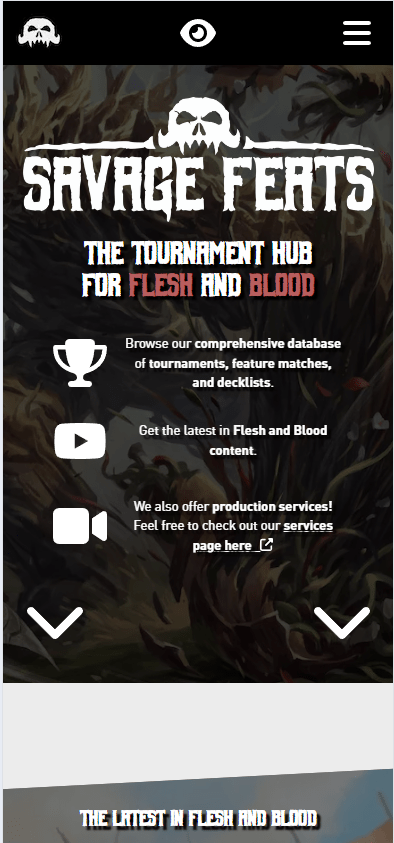 SAVAGE FEATS
THE TOURNAMENT HUB
FOR FLESH AND BLOOD
Browse our comprehensive database
of tournaments, feature matches,
and decklists.
Get the latest in Flesh and Blood
content.
We also offer production services!
Feel free to check out our services
page here
THE LATEST IN FLESH AND BLOOD